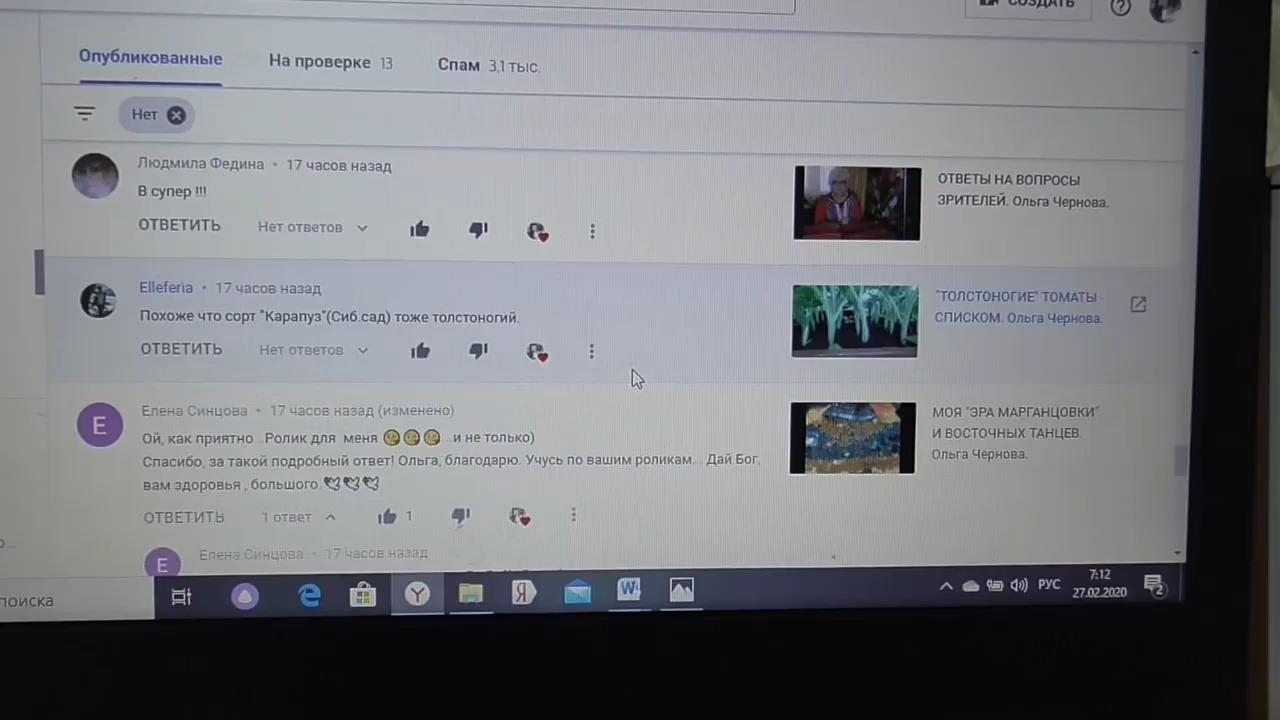 СОЗДАТЬ
Опубликованные
На проверке 13
Спам 3,1 тыс.
Нет
Людмила Федина • 17 часов назад
В супер !!!
ОТВЕТИТЬ Нет ответов
ОТВЕТЫ НА ВОПРОСЫ
ЗРИТЕЛЕЙ. Ольга Чернова.
Elleferia • 17 часов назад
Похоже что сорт "Карапуз"(Сиб.сад) тоже толстоногий.
ОТВЕТИТЬ Нет ответов
"ТОЛСТОНОГИЕ" ТОМАТЫ -
СПИСКОМ. Ольга Чернова.
E
Елена Синцова • 17 часов назад (изменено)
Ой, как приятно ..Ролик для меня 😘😘😘...и не только)
Спасибо, за такой подробный ответ! Ольга, благодарю. Учусь по вашим роликам... Дай Бог,
вам здоровья , большого.🕊🕊🕊
ОТВЕТИТЬ 1 ответ 1
МОЯ "ЭРА МАРГАНЦОВКИ"
И ВОСТОЧНЫХ ТАНЦЕВ.
Ольга Чернова.
E
Елена Синцова • 17 часов назад
поиска
РУС
7:12
27.02.2020
2